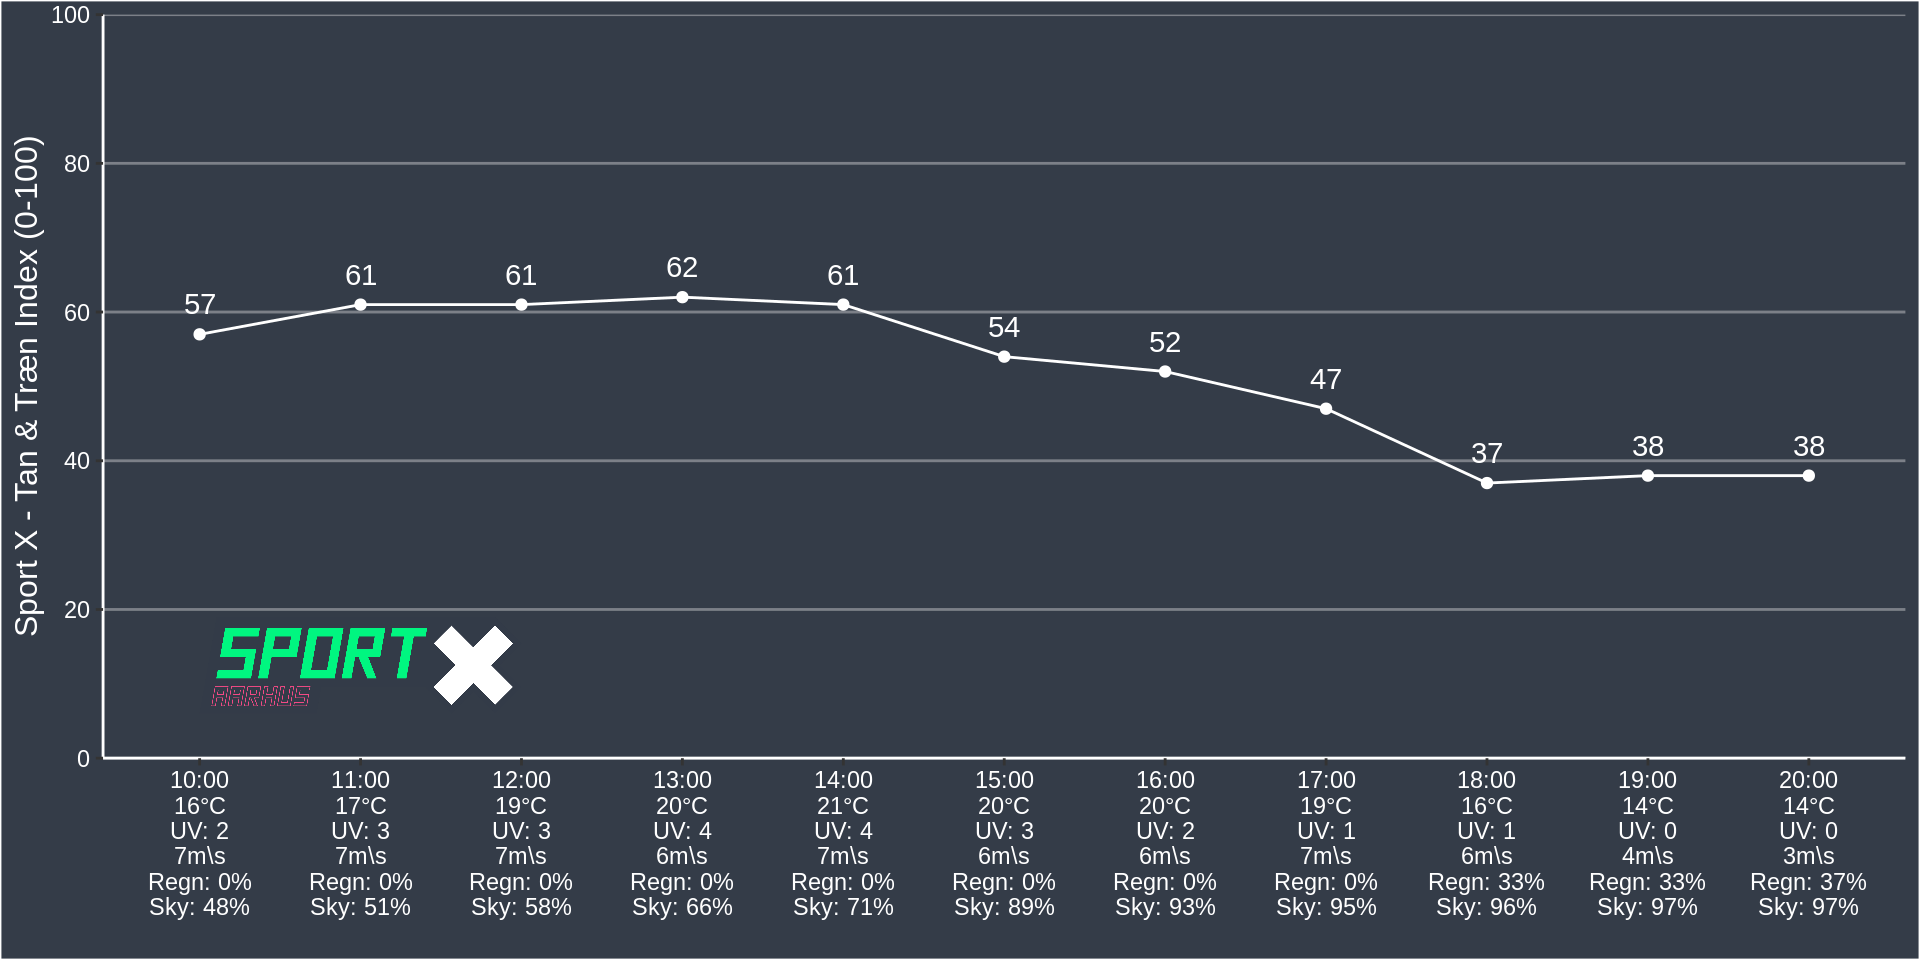 Sport X - Tan & Træn Index (0-100)
100
80
60
40
20
0
57
61
61
62
61
54
52
47
37
38
38
SPORT X
AARHUS
10:00 11:00 12:00 13:00 14:00 15:00 16:00 17:00 18:00 19:00 20:00
16°C 17°C 19°C 20°C 21°C 20°C 20°C 19°C 16°C 14°C 14°C
UV: 2 UV: 3 UV: 3 UV: 4 UV: 4 UV: 3 UV: 2 UV: 1 UV: 1 UV: 0 UV: 0
7m\s 7m\s 7m\s 6m\s 7m\s 6m\s 6m\s 7m\s 6m\s 4m\s 3m\s
Regn: 0% Regn: 0% Regn: 0% Regn: 0% Regn: 0% Regn: 0% Regn: 0% Regn: 0% Regn: 33% Regn: 33% Regn: 37%
Sky: 48% Sky: 51% Sky: 58% Sky: 66% Sky: 71% Sky: 89% Sky: 93% Sky: 95% Sky: 96% Sky: 97% Sky: 97%